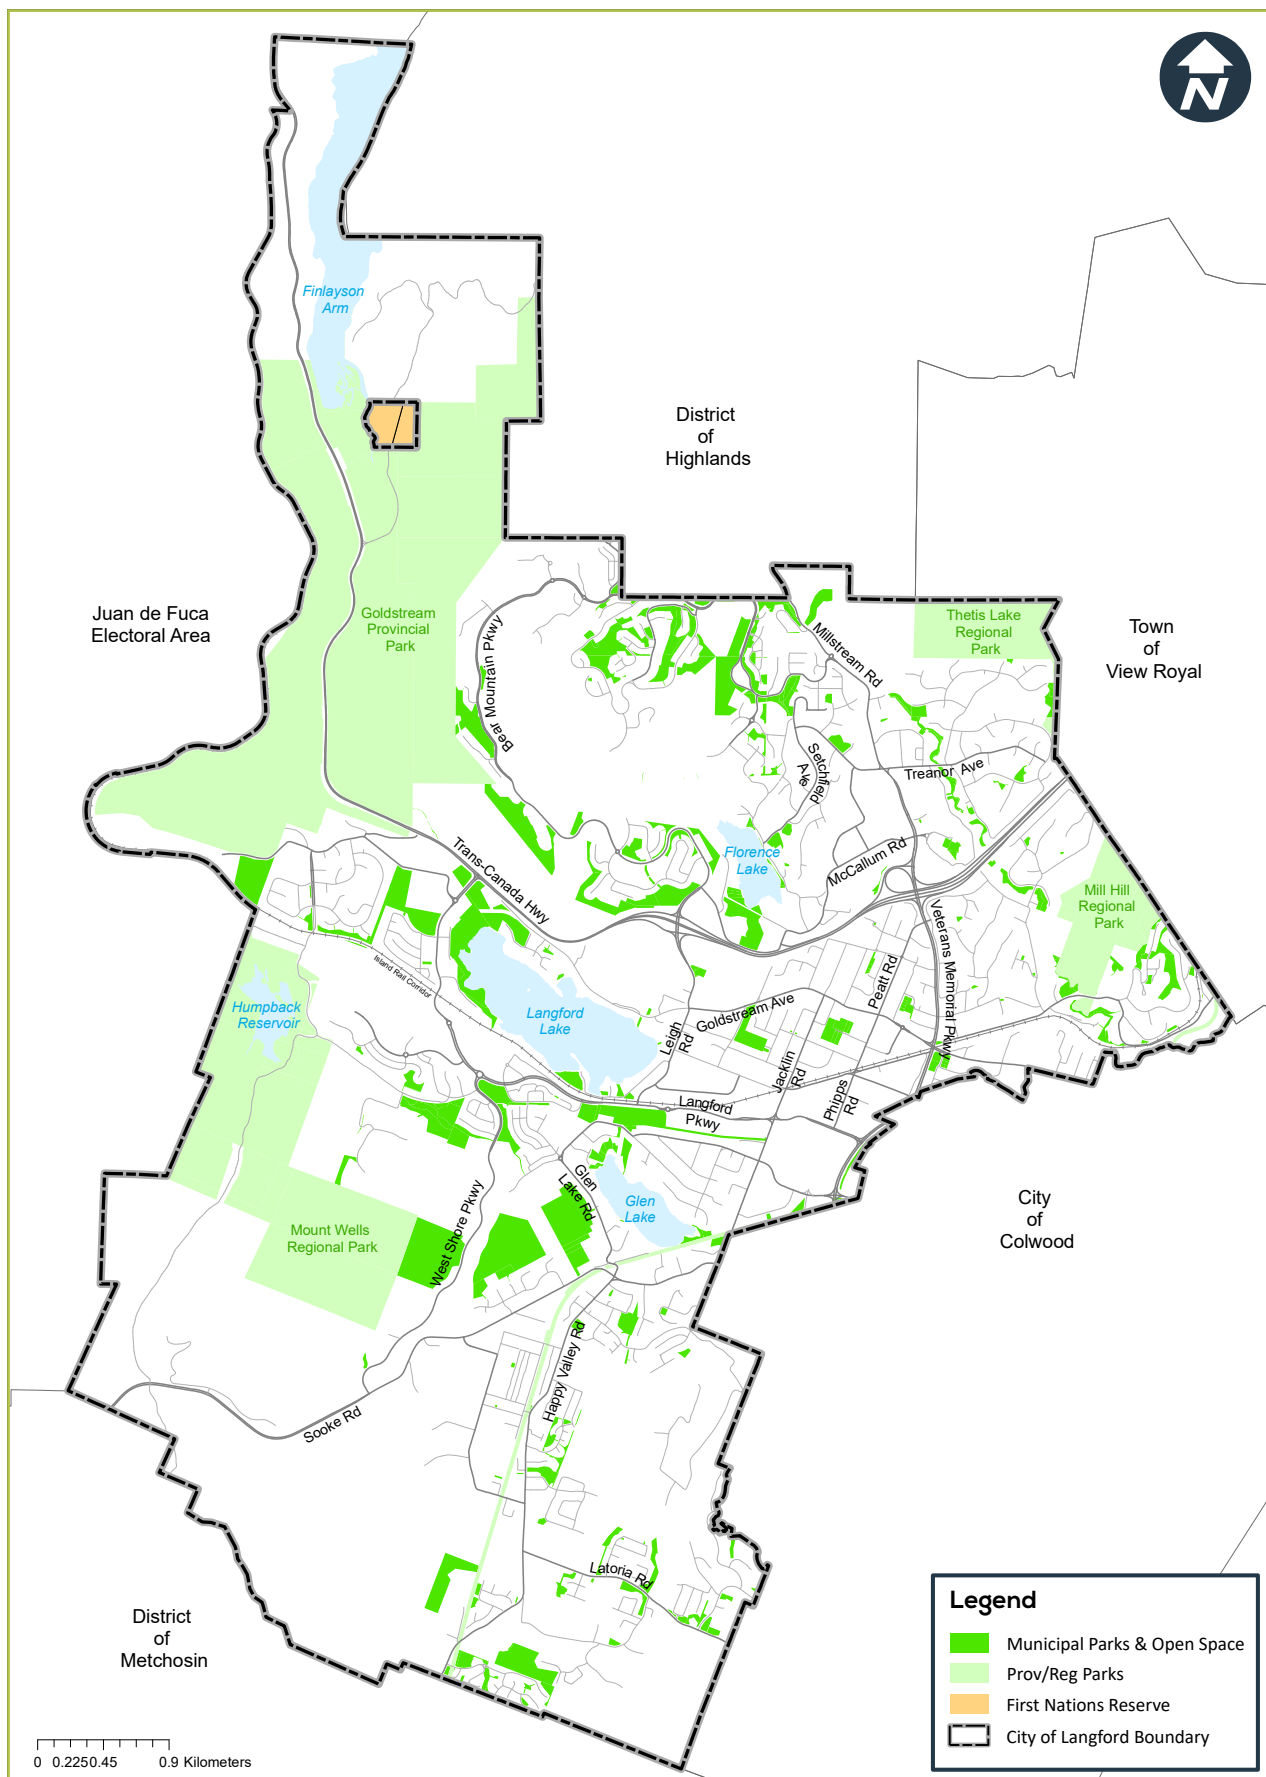 N
Finlayson
Arm
District
of
Highlands
Juan de Fuca
Electoral Area
Goldstream
Provincial
Park
Thetis Lake
Regional
Park
Town
of
View Royal
Bear Mountain Pkwy
Millstream Rd
Setchfield
Ave
Treanor Ave
Trans-Canada Hwy
Florence
Lake
McCallum Rd
Mill Hill
Regional
Park
Veterans Memorial Pkwy
Peatt Rd
Island Rail Corridor
Humpback
Reservoir
Langford
Lake
Leigh
Rd
Goldstream Ave
Jacklin
Rd
Phipps
Rd
Langford
Pkwy
Glen
Lake Rd
Glen
Lake
City
of
Colwood
Mount Wells
Regional Park
West Shore Pkwy
Happy Valley Rd
Sooke Rd
Latoria Rd
District
of
Metchosin
Legend
Municipal Parks & Open Space
Prov/Reg Parks
First Nations Reserve
City of Langford Boundary
0 0.225 0.45 0.9 Kilometers